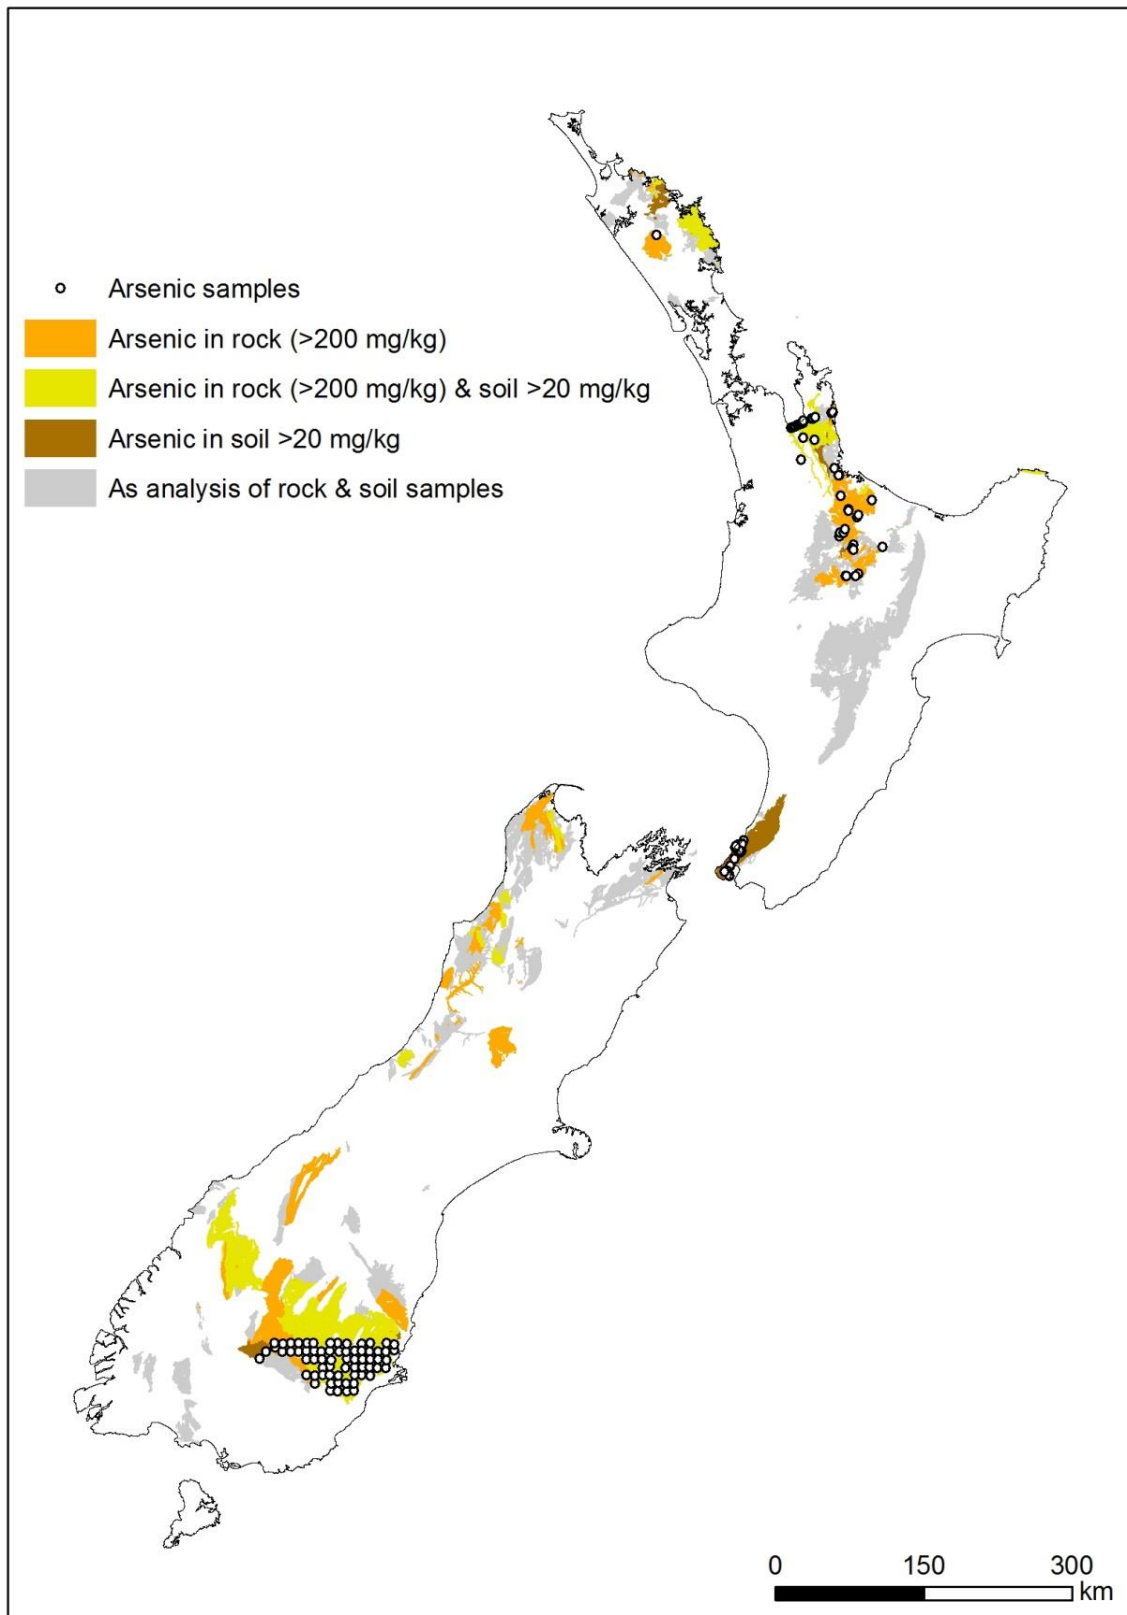 Arsenic samples
Arsenic in rock (>200 mg/kg)
Arsenic in rock (>200 mg/kg) & soil >20 mg/kg
Arsenic in soil >20 mg/kg
As analysis of rock & soil samples
0 150 300
km